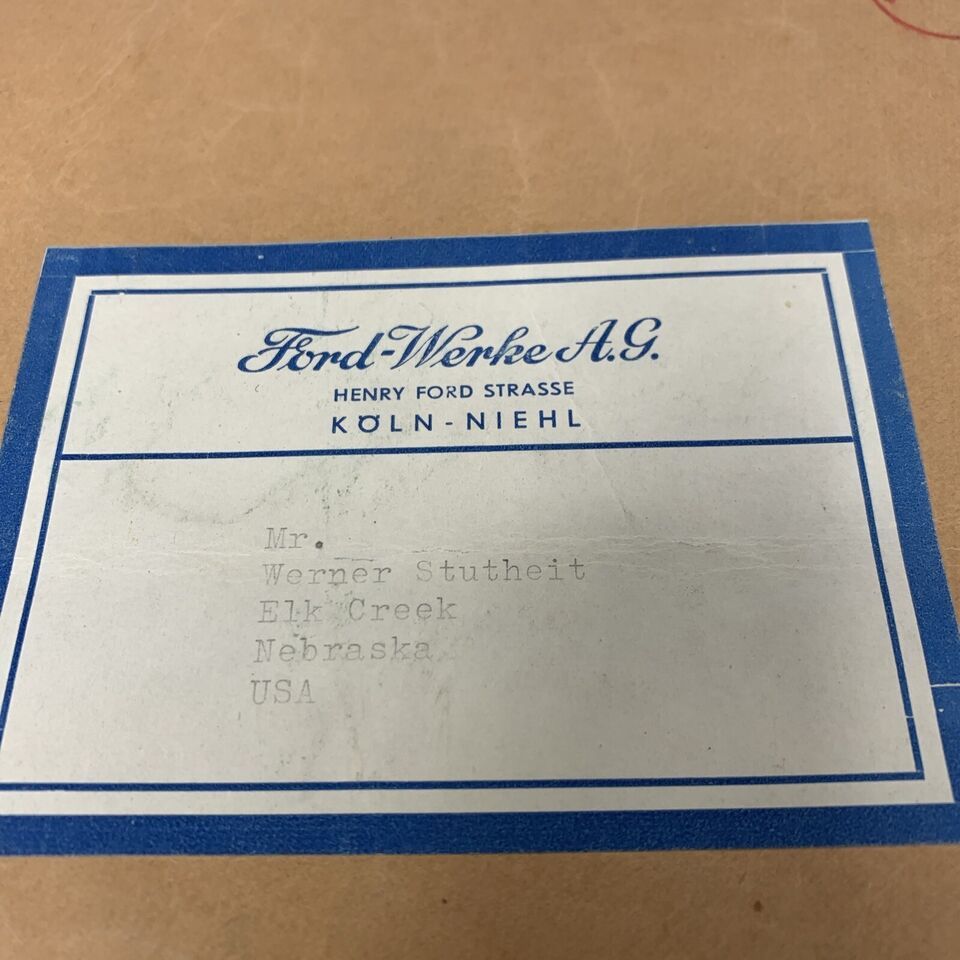 Ford-Werke A.G.
HENRY FORD STRASSE
KÖLN-NIEHL
Mr.
Werner Stutheit
Elk Creek
Nebraska
USA